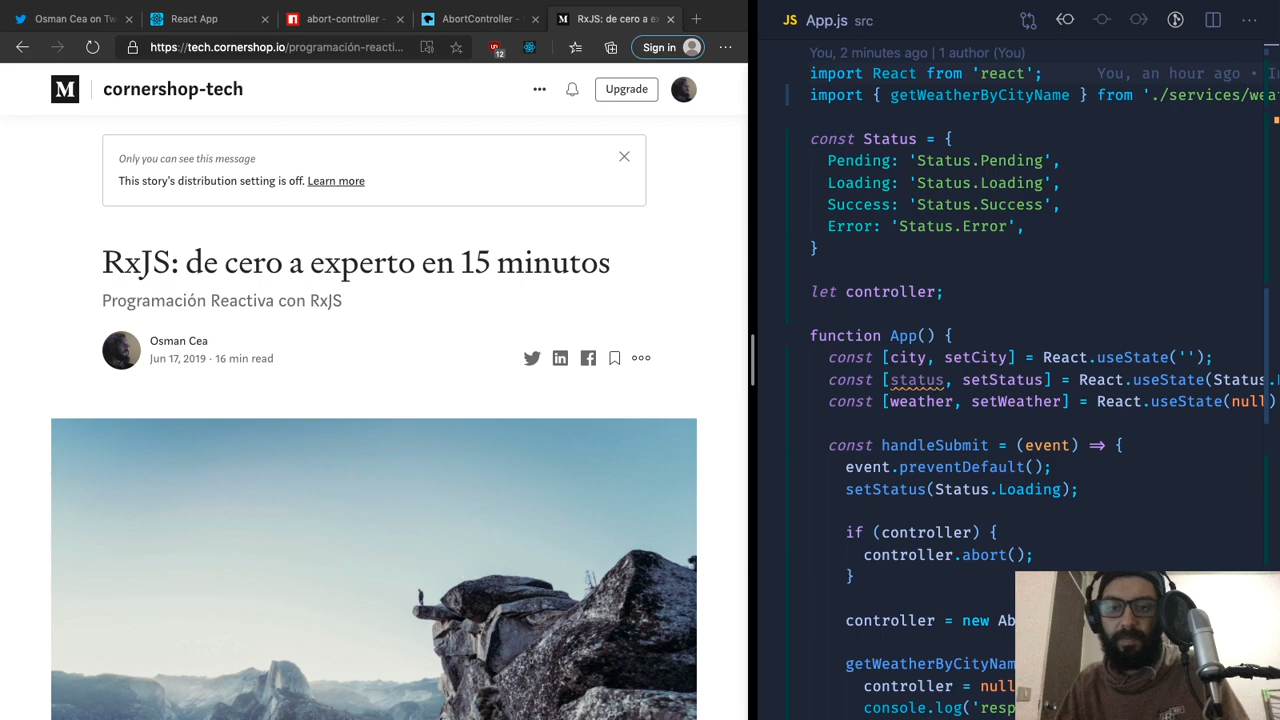 Osman Cea on Tw
React App
abort-controller -
AbortController -
RxJS: de cero a e
https://tech.cornershop.io/programación-reacti...
12
Sign in
M
cornershop-tech
Upgrade
Only you can see this message
This story's distribution setting is off. Learn more
RxJS: de cero a experto en 15 minutos
Programación Reactiva con RxJS
Osman Cea
Jun 17, 2019 · 16 min read
JS App.js src
You, 2 minutes ago | 1 author (You)
import React from 'react'; You, an hour ago •
import { getWeatherByCityName } from './services/wea
const Status = {
Pending: 'Status.Pending',
Loading: 'Status.Loading',
Success: 'Status.Success',
Error: 'Status.Error',
}
let controller;
function App() {
const [city, setCity] = React.useState('');
const [status, setStatus] = React.useState(Status.
const [weather, setWeather] = React.useState(null)
const handleSubmit = (event) => {
event.preventDefault();
setStatus(Status.Loading);
if (controller) {
controller.abort();
}
controller = new Ab
getWeatherByCityNam
controller = null
console.log('resp